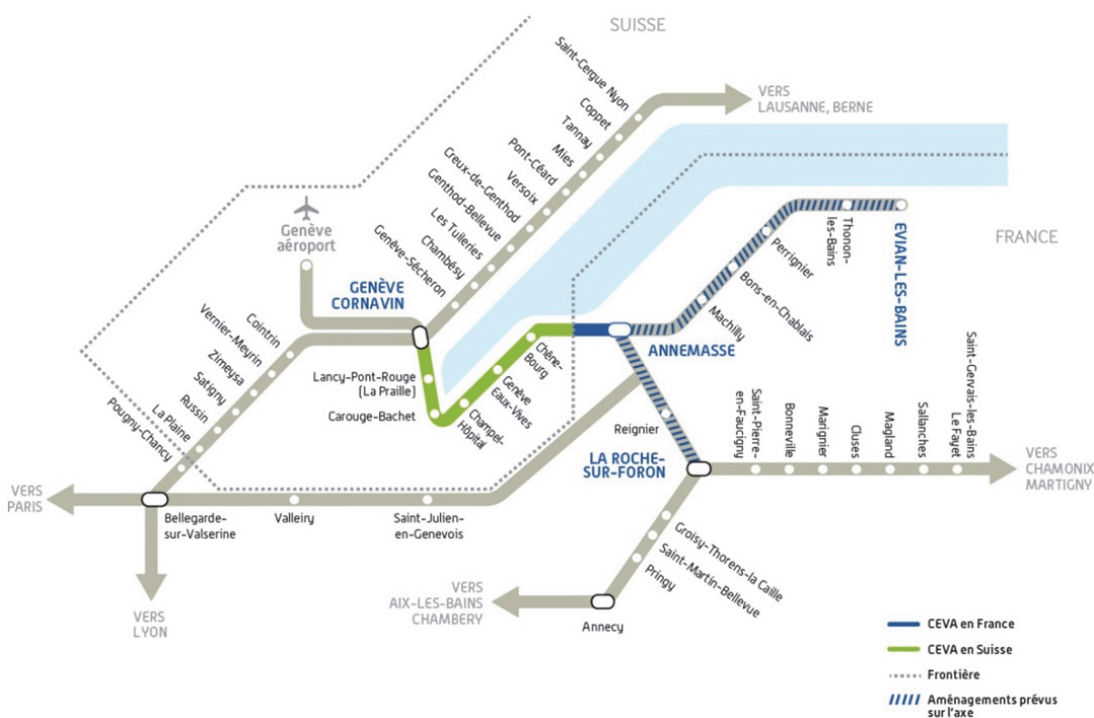 SUISSE
Saint-Cergue Nyon
Coppet
Tannay
Mies
Pont-Céard
Versoix
Creux-de-Genthod
Genthod-Bellevue
Les Tuileries
Chambésy
Genève-Sécheron
VERS
LAUSANNE, BERNE
Genève
aéroport
GENÈVE
CORNAVIN
Cointrin
Vernier-Meyrin
Zimeysa
Satigny
Russin
La Plaine
Pougny-Chancy
Lancy-Pont-Rouge
(La Praille)
Carouge-Bachet
Champel-
Hôpital
Genève
Eaux-Vives
Chêne-
Bourg
ANNEMASSE
Machilly
Bons-en-Chablais
Perrignier
Thonon-
les-Bains
EVIAN-LES-BAINS
FRANCE
Reignier
LA ROCHE-
SUR-FORON
Saint-Pierre-
en-Faucigny
Bonneville
Marignier
Cluses
Magland
Sallanches
Saint-Gervais-les-Bains
Le Fayet
VERS
CHAMONIX
MARTIGNY
VERS
PARIS
Bellegarde-
sur-Valserine
Valleiry
Saint-Julien-
en-Genevois
VERS
LYON
Groisy-Thorens-la Caille
Saint-Martin-Bellevue
Pringy
VERS
AIX-LES-BAINS
CHAMBERY
Annecy
CEVA en France
CEVA en Suisse
Frontière
Aménagements prévus
sur l'axe